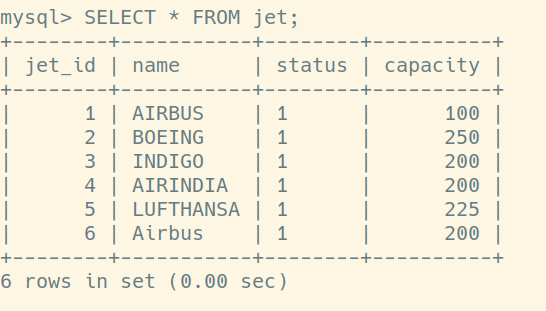 mysql> SELECT * FROM jet;
+--------+-----------+--------+----------+
| jet_id | name      | status | capacity |
+--------+-----------+--------+----------+
|      1 | AIRBUS    | 1      |      100 |
|      2 | BOEING    | 1      |      250 |
|      3 | INDIGO    | 1      |      200 |
|      4 | AIRINDIA  | 1      |      200 |
|      5 | LUFTHANSA | 1      |      225 |
|      6 | Airbus    | 1      |      200 |
+--------+-----------+--------+----------+
6 rows in set (0.00 sec)